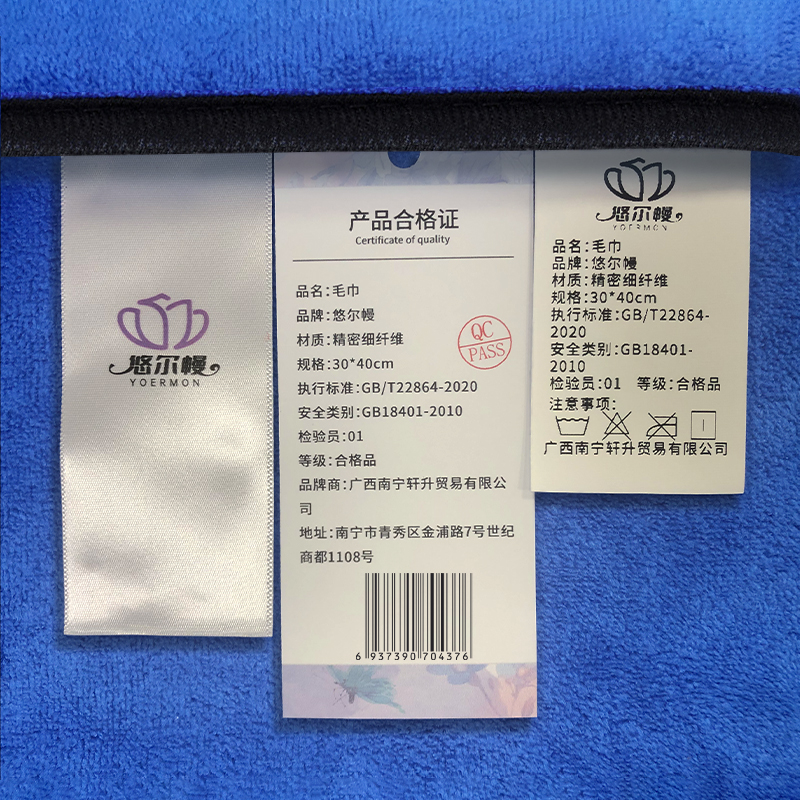 悠尔幔
YOERMON
产品合格证
Certificate of quality
品名:毛巾
品牌:悠尔幔
材质:精密细纤维
规格:30*40cm
执行标准:GB/T22864-2020
安全类别:GB18401-2010
检验员:01
等级:合格品
品牌商:广西南宁轩升贸易有限公
司
地址:南宁市青秀区金浦路7号世纪
商都1108号
QC
PASS
6 937390 704376
悠尔幔
YOERMON
品名:毛巾
品牌:悠尔幔
材质:精密细纤维
规格:30*40cm
执行标准:GB/T22864-
2020
安全类别:GB18401-
2010
检验员:01 等级:合格品
注意事项:
广西南宁轩升贸易有限公司